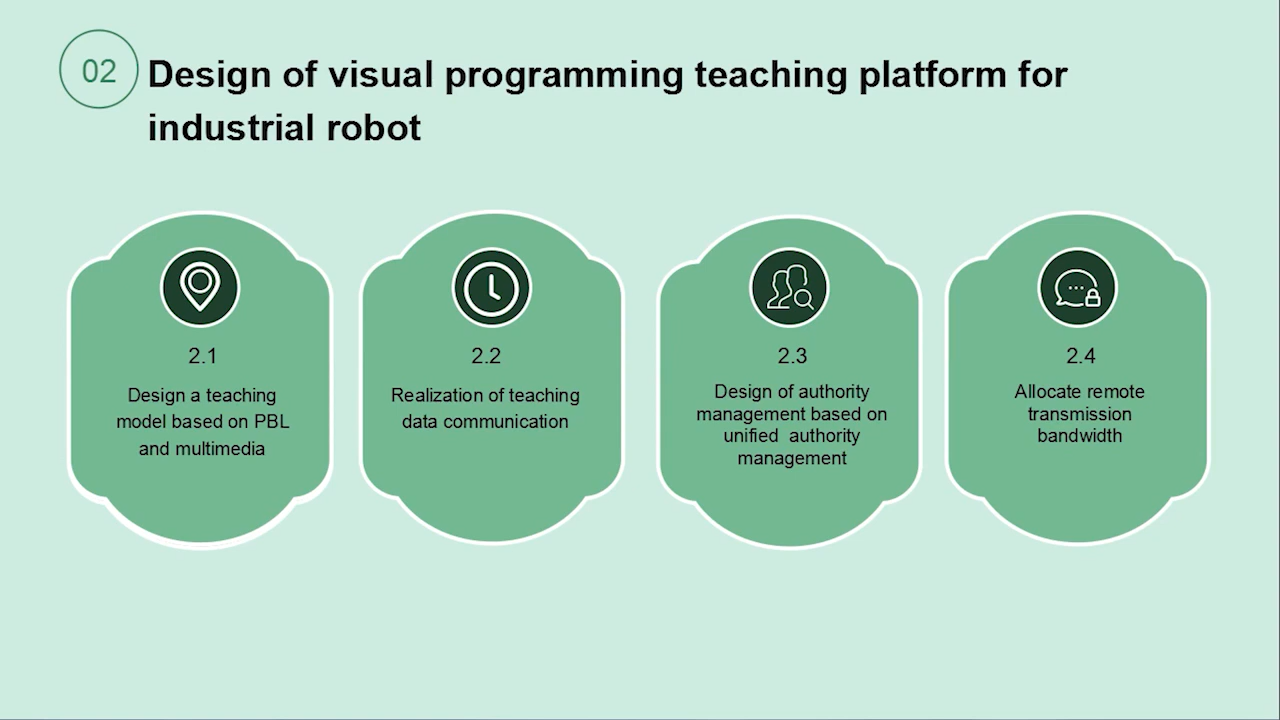 02
Design of visual programming teaching platform for
industrial robot
2.1
Design a teaching
model based on PBL
and multimedia
2.2
Realization of teaching
data communication
2.3
Design of authority
management based on
unified  authority
management
2.4
Allocate remote
transmission
bandwidth